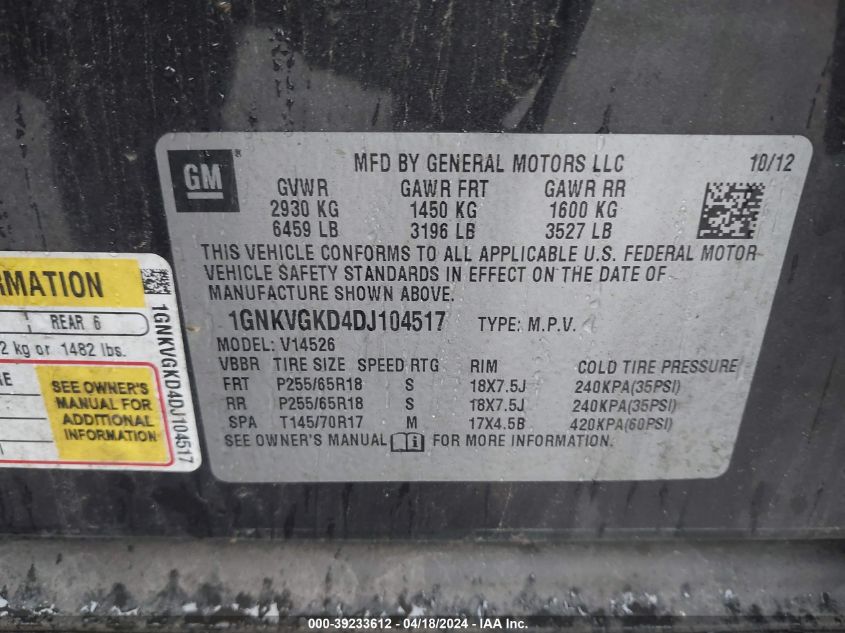 GM
MFD BY GENERAL MOTORS LLC 10/12
GVWR GAWR FRT GAWR RR
2930 KG 1450 KG 1600 KG
6459 LB 3196 LB 3527 LB
THIS VEHICLE CONFORMS TO ALL APPLICABLE U.S. FEDERAL MOTOR
VEHICLE SAFETY STANDARDS IN EFFECT ON THE DATE OF
MANUFACTURE SHOWN ABOVE.
1GNKVGKD4DJ104517 TYPE: M.P.V.
MODEL: V14526
VBBR TIRE SIZE SPEED RTG RIM COLD TIRE PRESSURE
FRT P255/65R18 S 18X7.5J 240KPA(35PSI)
RR P255/65R18 S 18X7.5J 240KPA(35PSI)
SPA T145/70R17 M 17X4.5B 420KPA(60PSI)
SEE OWNER'S MANUAL i FOR MORE INFORMATION.
RMATION
REAR 6
2 kg or 1482 lbs.
SEE OWNER'S
MANUAL FOR
ADDITIONAL
INFORMATION
1GNKVGKD4DJ104517
000-39233612 - 04/18/2024 - IAA Inc.